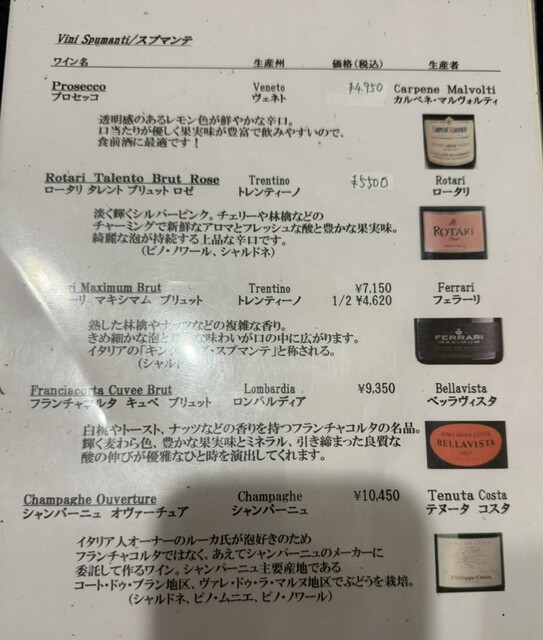 Vini Spumanti/スプマンテ
ワイン名 生産州 価格(税込) 生産者
Prosecco Veneto ¥4,950 Carpene Malvolti
プロセッコ ヴェネト カルペネ・マルヴォルティ
透明感のあるレモン色が鮮やかな辛口。
口当たりが優しく果実味が豊富で飲みやすいので、
食前酒に最適です!
Rotari Talento Brut Rose Trentino ¥5500 Rotari
ロータリ タレント ブリュット ロゼ トレンティーノ ロータリ
淡く輝くシルバーピンク。チェリーや林檎などの
チャーミングで新鮮なアロマとフレッシュな酸と豊かな果実味。
綺麗な泡が持続する上品な辛口です。
(ピノ・ノワール、シャルドネ)
ROTARI
Maximum Brut Trentino ¥7,150 Ferrari
マキシマム ブリュット トレンティーノ 1/2 ¥4,620 フェラーリ
熟した林檎やナッツなどの複雑な香り。
きめ細かな泡と 味わいが口の中に広がります。
イタリアの「キング スプマンテ」と称される。
(シャルド
FERRARI
MAXIMUM
Franciacorta Cuvee Brut Lombardia ¥9,350 Bellavista
フランチャコルタ キュベ ブリュット ロンバルディア ベッラヴィスタ
白桃やトースト、ナッツなどの香りを持つフランチャコルタの名品。
輝く麦わら色、豊かな果実味とミネラル、引き締まった良質な
酸の伸びが優雅なひと時を演出してくれます。
BELLAVISTA
Champaghe Ouverture Champaghe ¥10,450 Tenuta Costa
シャンパーニュ オヴァーチュア シャンパーニュ テヌータ コスタ
イタリア人オーナーのルーカ氏が泡好きのため
フランチャコルタではなく、あえてシャンパーニュのメーカーに
委託して作るワイン。シャンパーニュ主要産地である
コート・ドゥ・ブラン地区、ヴァレ・ドゥ・ラ・マルヌ地区でぶどうを栽培。
(シャルドネ、ピノ・ムニエ、ピノ・ノワール)